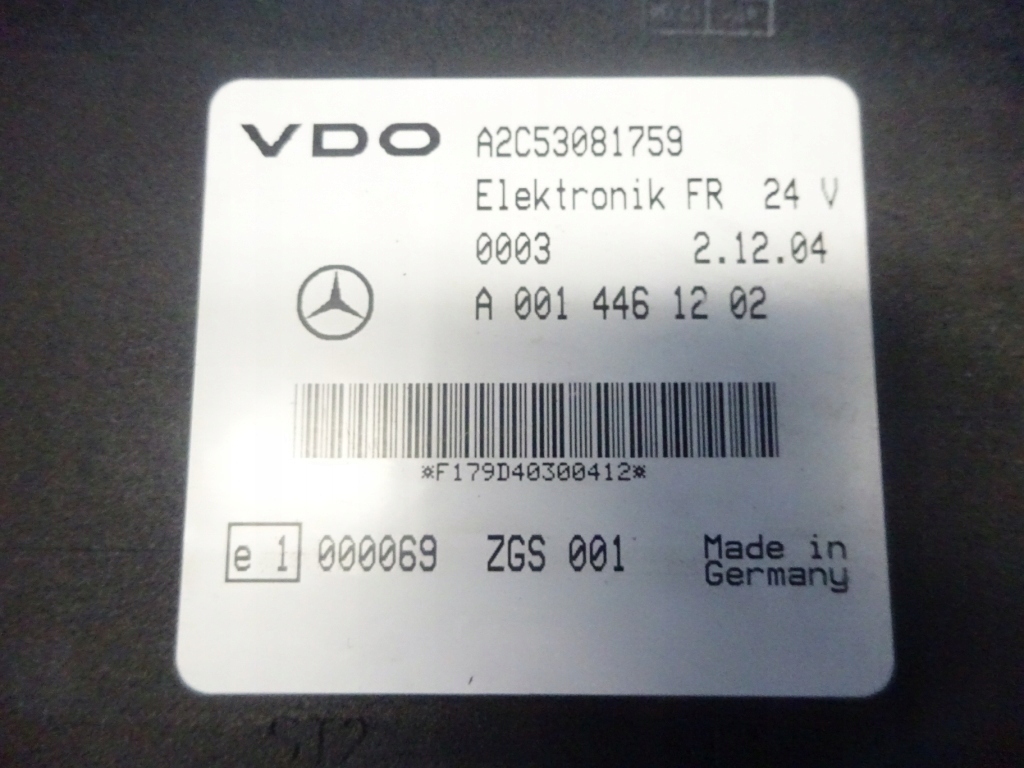 VDO A2C53081759
Elektronik FR 24 V
0003 2.12.04
A 001 446 12 02
*F179D40300412*
e 1 000069 ZGS 001 Made in
Germany
ST2